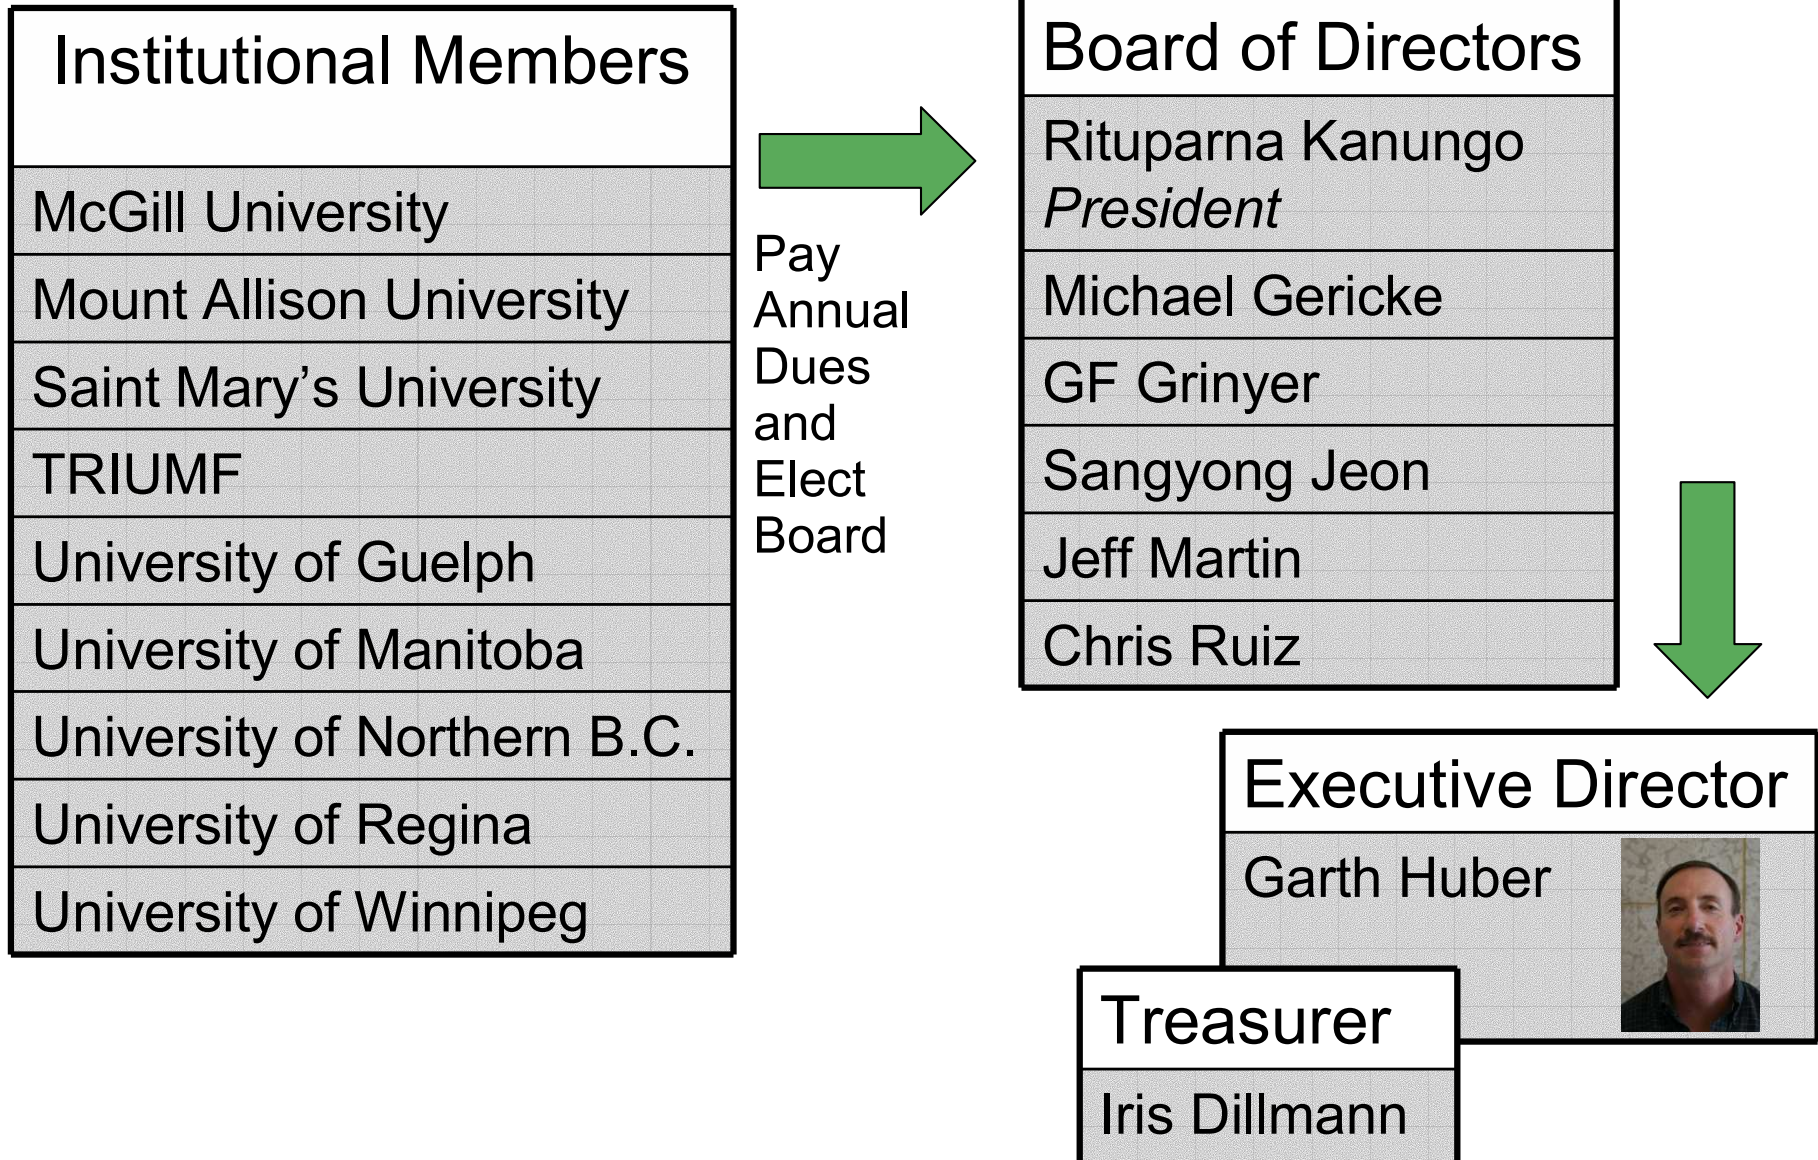 Institutional Members
McGill University
Mount Allison University
Saint Mary’s University
TRIUMF
University of Guelph
University of Manitoba
University of Northern B.C.
University of Regina
University of Winnipeg
Pay
Annual
Dues
and
Elect
Board
Board of Directors
Rituparna Kanungo
President
Michael Gericke
GF Grinyer
Sangyong Jeon
Jeff Martin
Chris Ruiz
Executive Director
Garth Huber
Treasurer
Iris Dillmann